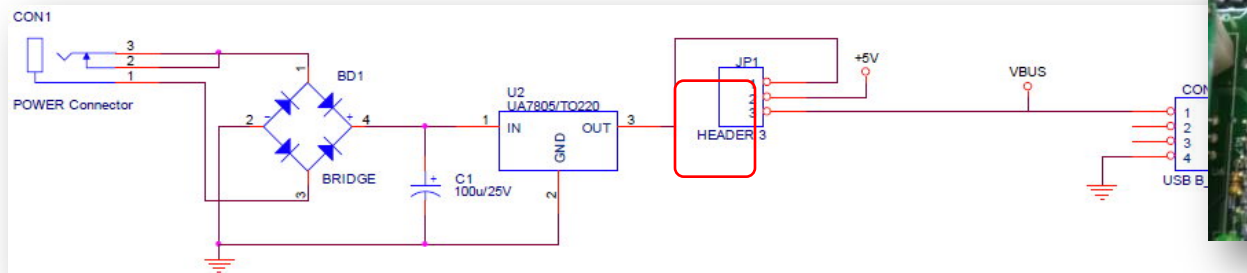 CON1
3
2
1
POWER Connector
1
BD1
2
-
+
4
BRIDGE
3
C1
+
100u/25V
U2
UA7805/TO220
1
IN
OUT
3
GND
2
JP1
1
2
3
HEADER 3
+5V
VBUS
1
2
3
4
USB B